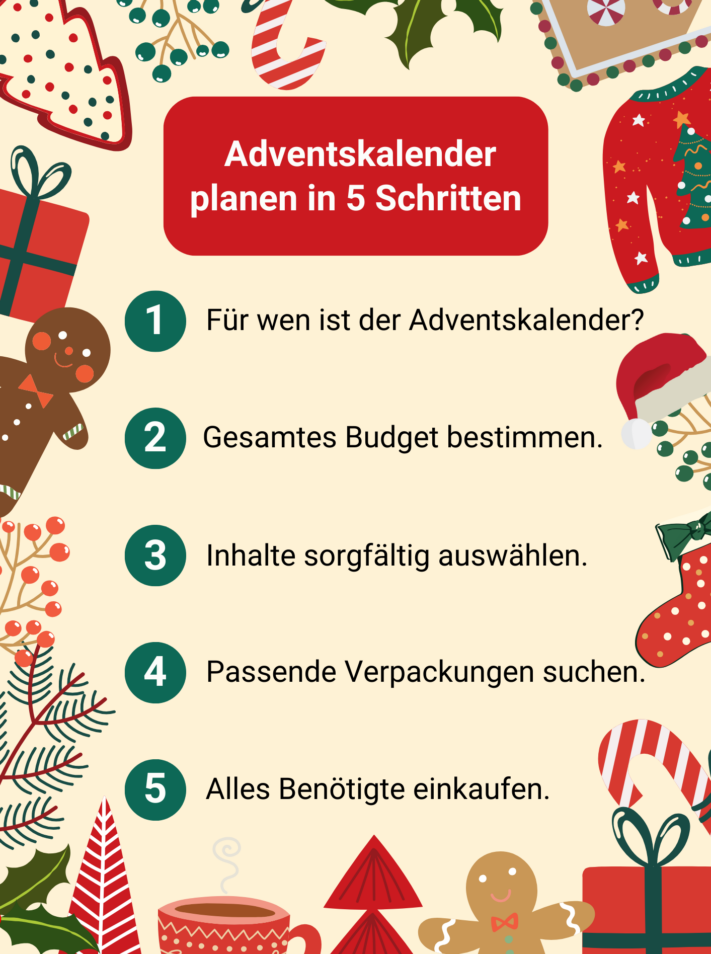 Adventskalender
planen in 5 Schritten
1 Für wen ist der Adventskalender?
2 Gesamtes Budget bestimmen.
3 Inhalte sorgfältig auswählen.
4 Passende Verpackungen suchen.
5 Alles Benötigte einkaufen.